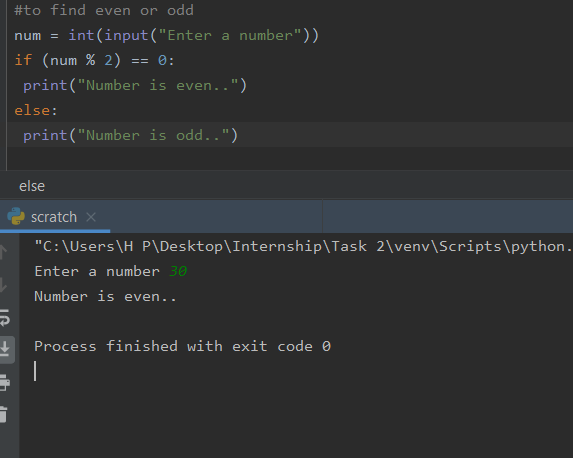 #to find even or odd
num = int(input("Enter a number"))
if (num % 2) == 0:
 print("Number is even..")
else:
 print("Number is odd..")
else
scratch
"C:\Users\H P\Desktop\Internship\Task 2\venv\Scripts\python.
Enter a number 30
Number is even..
Process finished with exit code 0